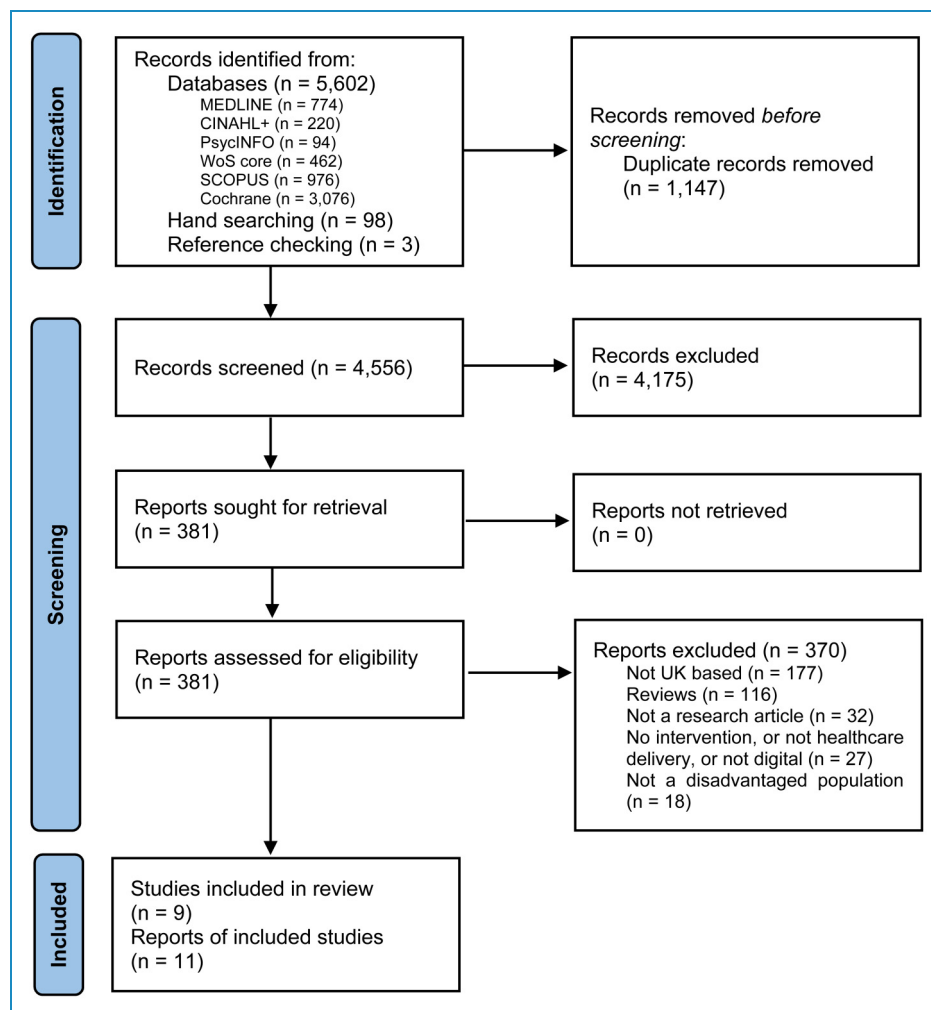 Identification
Records identified from:
Databases (n = 5,602)
MEDLINE (n = 774)
CINAHL+ (n = 220)
PsycINFO (n = 94)
WoS core (n = 462)
SCOPUS (n = 976)
Cochrane (n = 3,076)
Hand searching (n = 98)
Reference checking (n = 3)
Records removed before
screening:
Duplicate records removed
(n = 1,147)
Screening
Records screened (n = 4,556)
Records excluded
(n = 4,175)
Reports sought for retrieval
(n = 381)
Reports not retrieved
(n = 0)
Reports assessed for eligibility
(n = 381)
Reports excluded (n = 370)
Not UK based (n = 177)
Reviews (n = 116)
Not a research article (n = 32)
No intervention, or not healthcare
delivery, or not digital (n = 27)
Not a disadvantaged population
(n = 18)
Included
Studies included in review
(n = 9)
Reports of included studies
(n = 11)